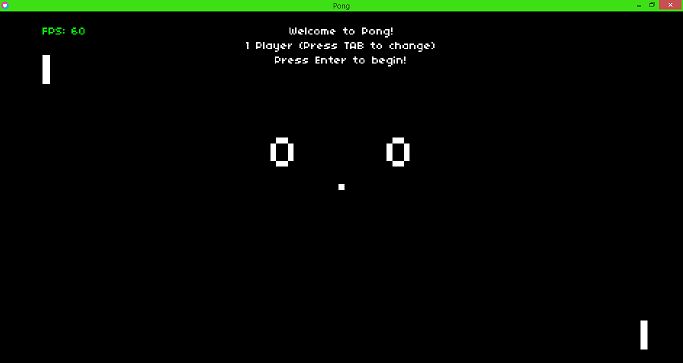 Pong
FPS: 60
Welcome to Pong!
1 Player (Press TAB to change)
Press Enter to begin!
0 0